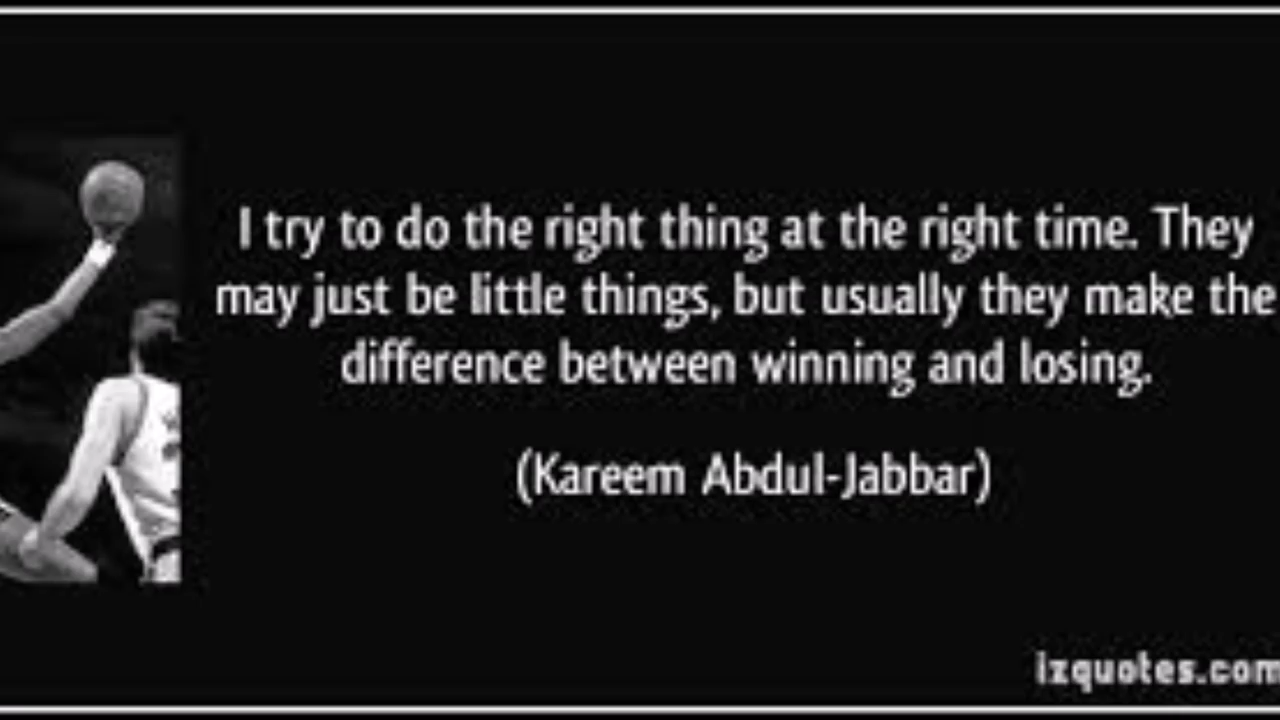 I try to do the right thing at the right time. They
may just be little things, but usually they make the
difference between winning and losing.
(Kareem Abdul-Jabbar)
izquotes.com